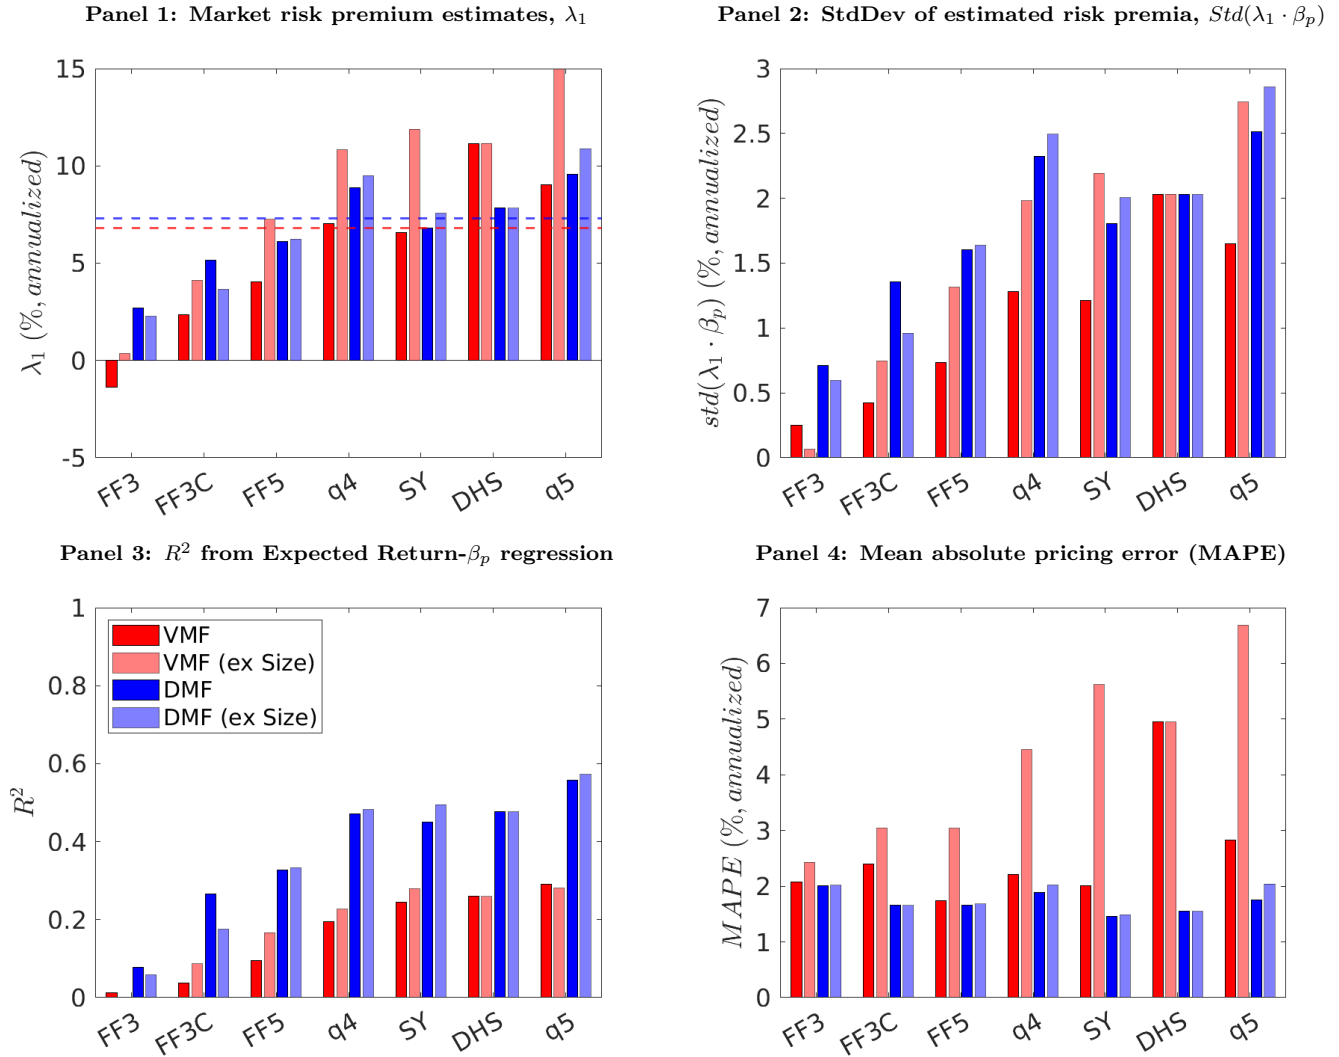 Panel 1: Market risk premium estimates, λ₁
15
10
5
0
-5
λ₁ (%, annualized)
FF3
FF3C
FF5
q4
SY
DHS
q5
Panel 2: StdDev of estimated risk premia, Std(λ₁ · βₚ)
3
2.5
2
1.5
1
0.5
0
std(λ₁ · βₚ) (%, annualized)
FF3
FF3C
FF5
q4
SY
DHS
q5
Panel 3: R² from Expected Return-βₚ regression
1
0.8
0.6
0.4
0.2
0
R²
VMF
VMF (ex Size)
DMF
DMF (ex Size)
FF3
FF3C
FF5
q4
SY
DHS
q5
Panel 4: Mean absolute pricing error (MAPE)
7
6
5
4
3
2
1
0
MAPE (%, annualized)
FF3
FF3C
FF5
q4
SY
DHS
q5